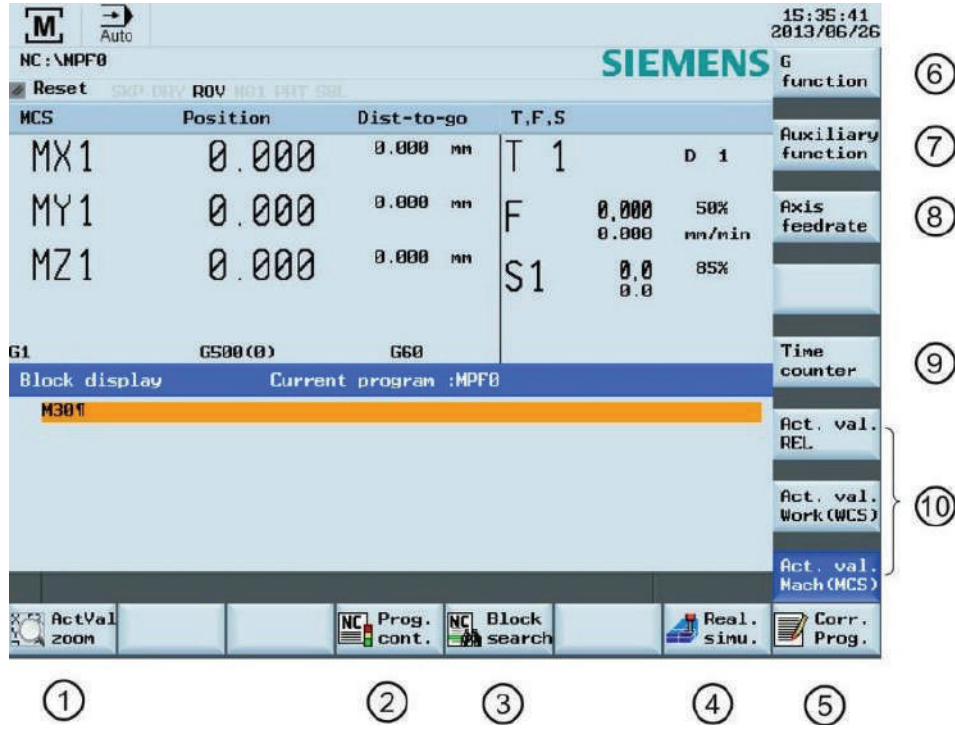 M
Auto
15:35:41
2013/06/26
NC:\MPF0
SIEMENS
Reset SKP DRY ROV M01 PRT SBL
MCS Position Dist-to-go T,F,S
MX1 0.000 0.000 mm T 1 D 1
MY1 0.000 0.000 mm F 0,000 50%
0.000 mm/min
MZ1 0.000 0.000 mm S1 0,0 85%
0.0
G1 G500(0) G60
Block display Current program :MPF0
M30¶
G
function
6
Auxiliary
function
7
Axis
feedrate
8
Time
counter
9
Act. val.
REL
Act. val.
Work(WCS)
10
Act. val.
Mach(MCS)
ActVal
zoom
NC Prog.
cont.
NC Block
search
Real.
simu.
Corr.
Prog.
1 2 3 4 5